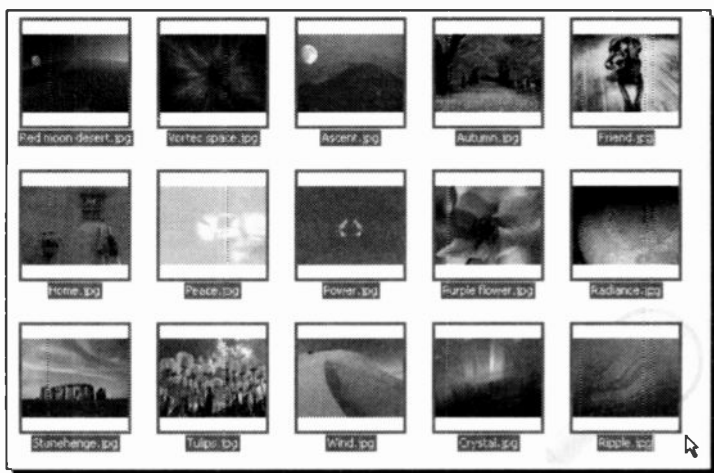 Red moon desert.jpg Vortec space.jpg Ascent.jpg Autumn.jpg Friend.jpg
Home.jpg Peace.jpg Power.jpg Purple flower.jpg Radiance.jpg
Stonehenge.jpg Tulips.jpg Wind.jpg Crystal.jpg Ripple.jpg